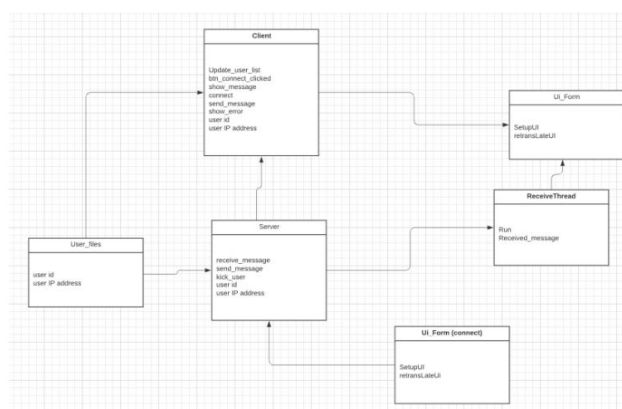 Client
Update_user_list
btn_connect_clicked
show_message
connect
send_message
show_error
user id
user IP address
Ui_Form
SetupUI
retransLateUI
ReceiveThread
Run
Received_message
User_files
user id
user IP address
Server
receive_message
send_message
kick_user
user id
user IP address
Ui_Form (connect)
SetupUI
retransLateUi